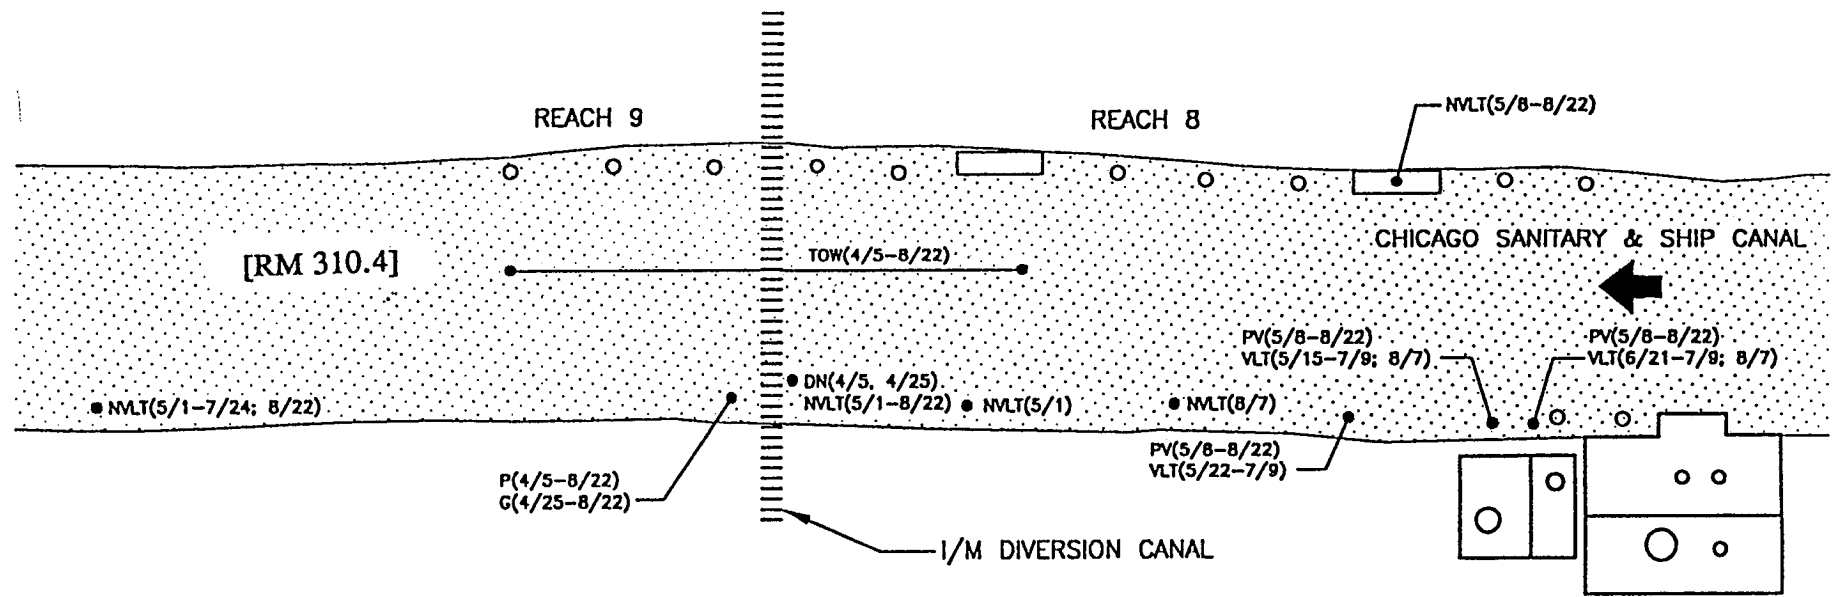 REACH 9
REACH 8
NVLT(5/8-8/22)
CHICAGO SANITARY & SHIP CANAL
[RM 310.4]
TOW(4/5-8/22)
PV(5/8-8/22)
VLT(5/15-7/9; 8/7)
PV(5/8-8/22)
VLT(6/21-7/9; 8/7)
DN(4/5, 4/25)
NVLT(5/1-8/22)
NVLT(5/1-7/24; 8/22)
NVLT(5/1)
NVLT(8/7)
PV(5/8-8/22)
VLT(5/22-7/9)
P(4/5-8/22)
G(4/25-8/22)
I/M DIVERSION CANAL